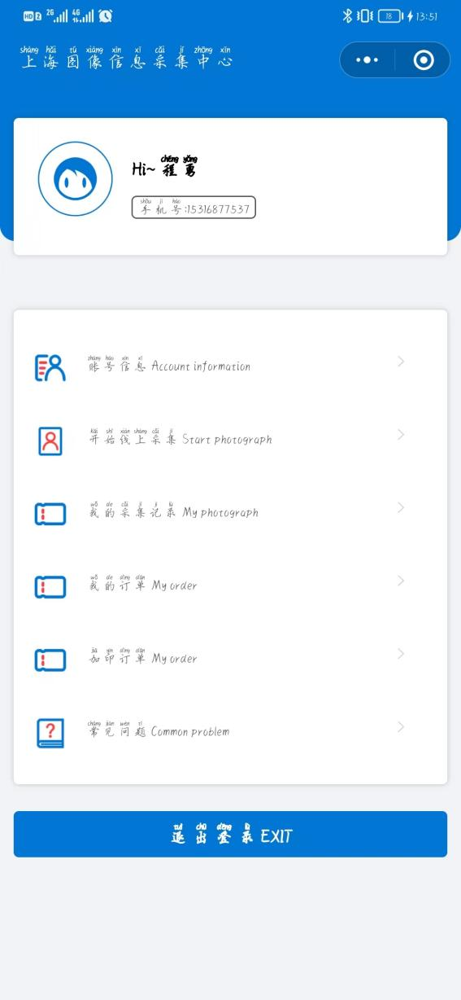 HD 2 2G 4G 18 13:51
shàng hǎi tú xiàng xìn xī cǎi jí zhōng xīn
上海图像信息采集中心
chéng yǒng
Hi~ 程勇
shǒu jī hào
手机号:15316877537
zhàng hào xìn xī
账号信息 Account information
kāi shǐ xiàn shàng cǎi jí
开始线上采集 Start photograph
wǒ de cǎi jí jì lù
我的采集记录 My photograph
wǒ de dìng dān
我的订单 My order
jiā yìn dìng dān
加印订单 My order
cháng jiàn wèn tí
常见问题 Common problem
tuì chū dēng lù
退出登录 EXIT